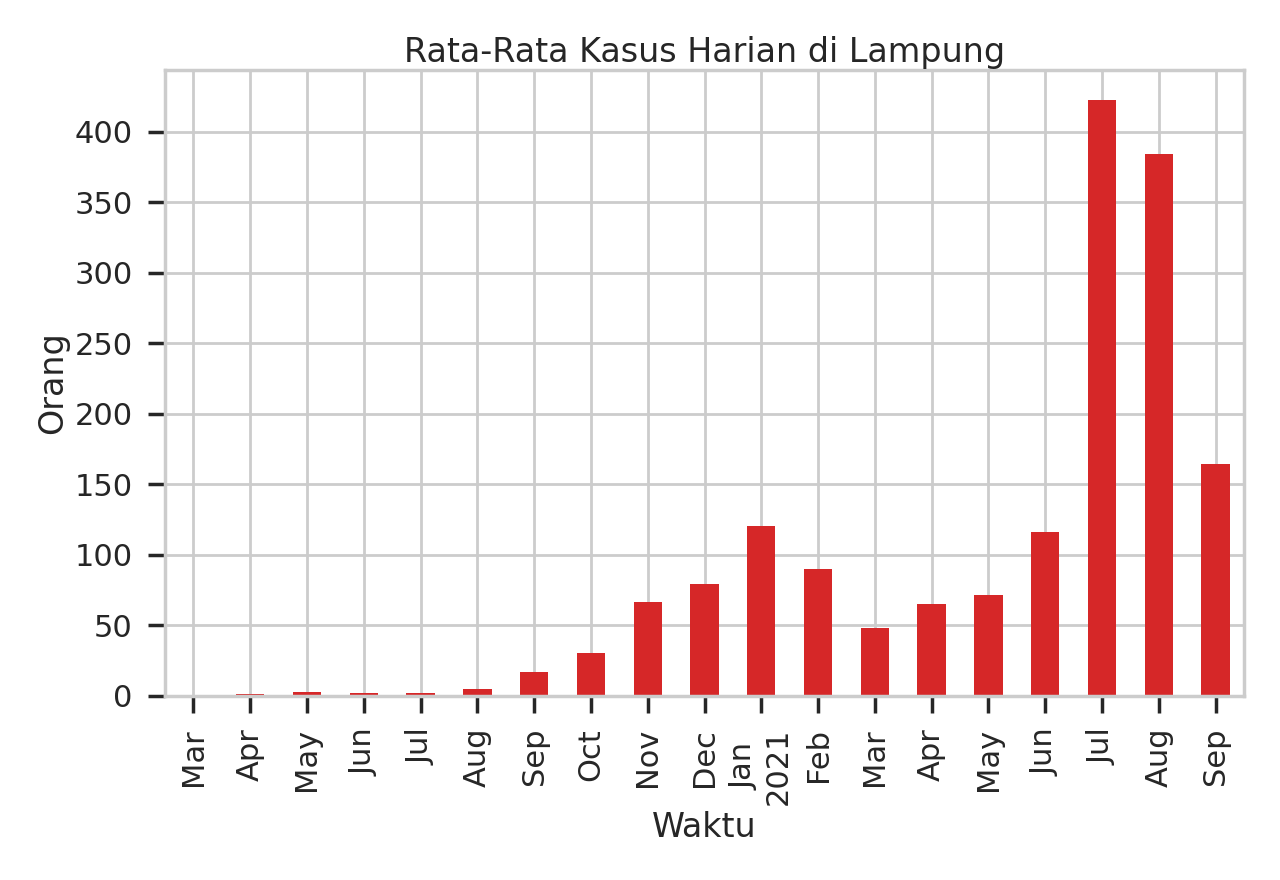 Rata-Rata Kasus Harian di Lampung
Orang
400
350
300
250
200
150
100
50
0
Mar
Apr
May
Jun
Jul
Aug
Sep
Oct
Nov
Dec
Jan
2021
Feb
Mar
Apr
May
Jun
Jul
Aug
Sep
Waktu